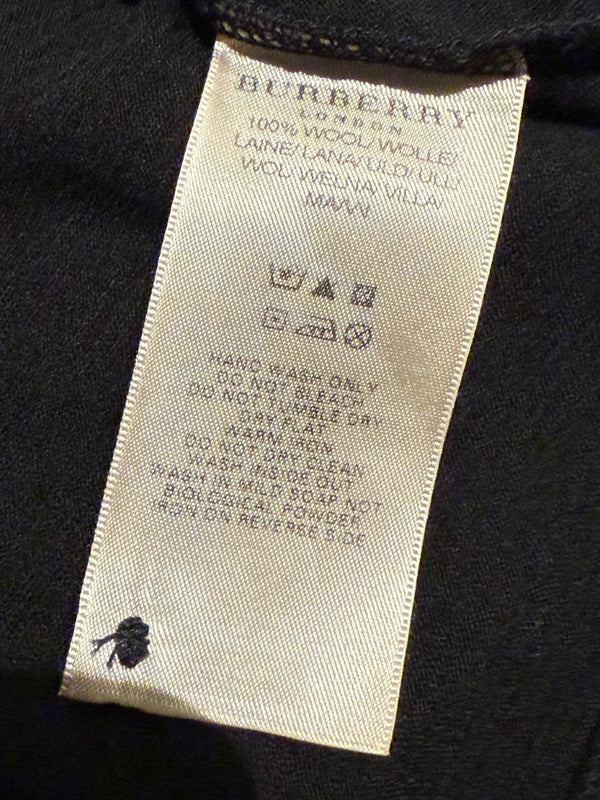 BURBERRY
LONDON
100% WOOL/ WOLLE/
LAINE/ LANA/ ULD/ ULL/
WOL/ WELNA/ VILLA/
HAND WASH ONLY
DO NOT BLEACH
DO NOT TUMBLE DRY
DRY FLAT
WARM IRON
DO NOT DRY CLEAN
WASH INSIDE OUT
WASH IN MILD SOAP NOT
BIOLOGICAL POWDER
IRON ON REVERSE SIDE